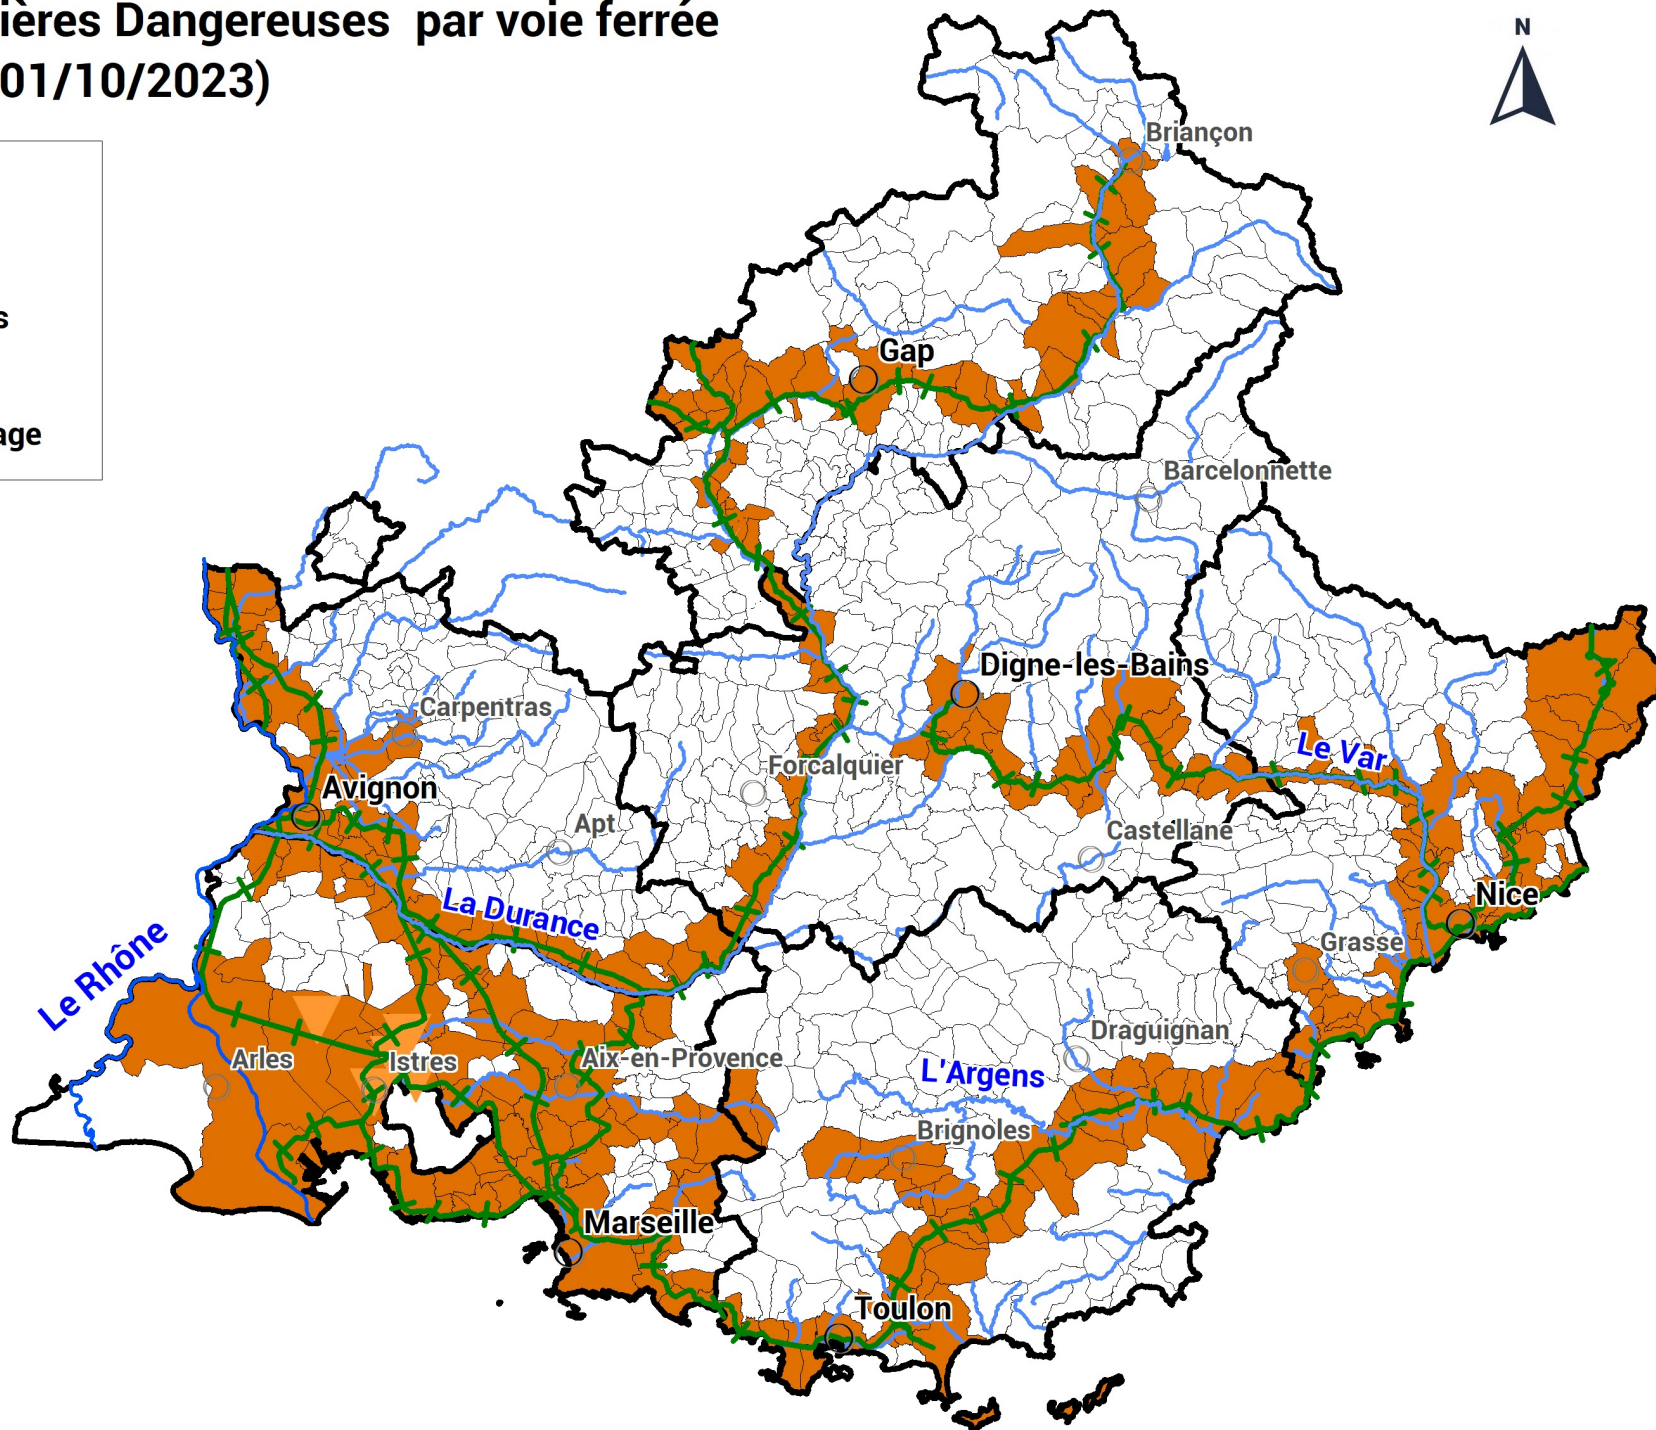 ières Dangereuses par voie ferrée
01/10/2023)
N
s
age
Briançon
Gap
Barcelonnette
Digne-les-Bains
Carpentras
Le Var
Forcalquier
Avignon
Apt
Castellane
La Durance
Nice
Grasse
Le Rhône
Draguignan
Arles
Istres
Aix-en-Provence
L'Argens
Brignoles
Marseille
Toulon